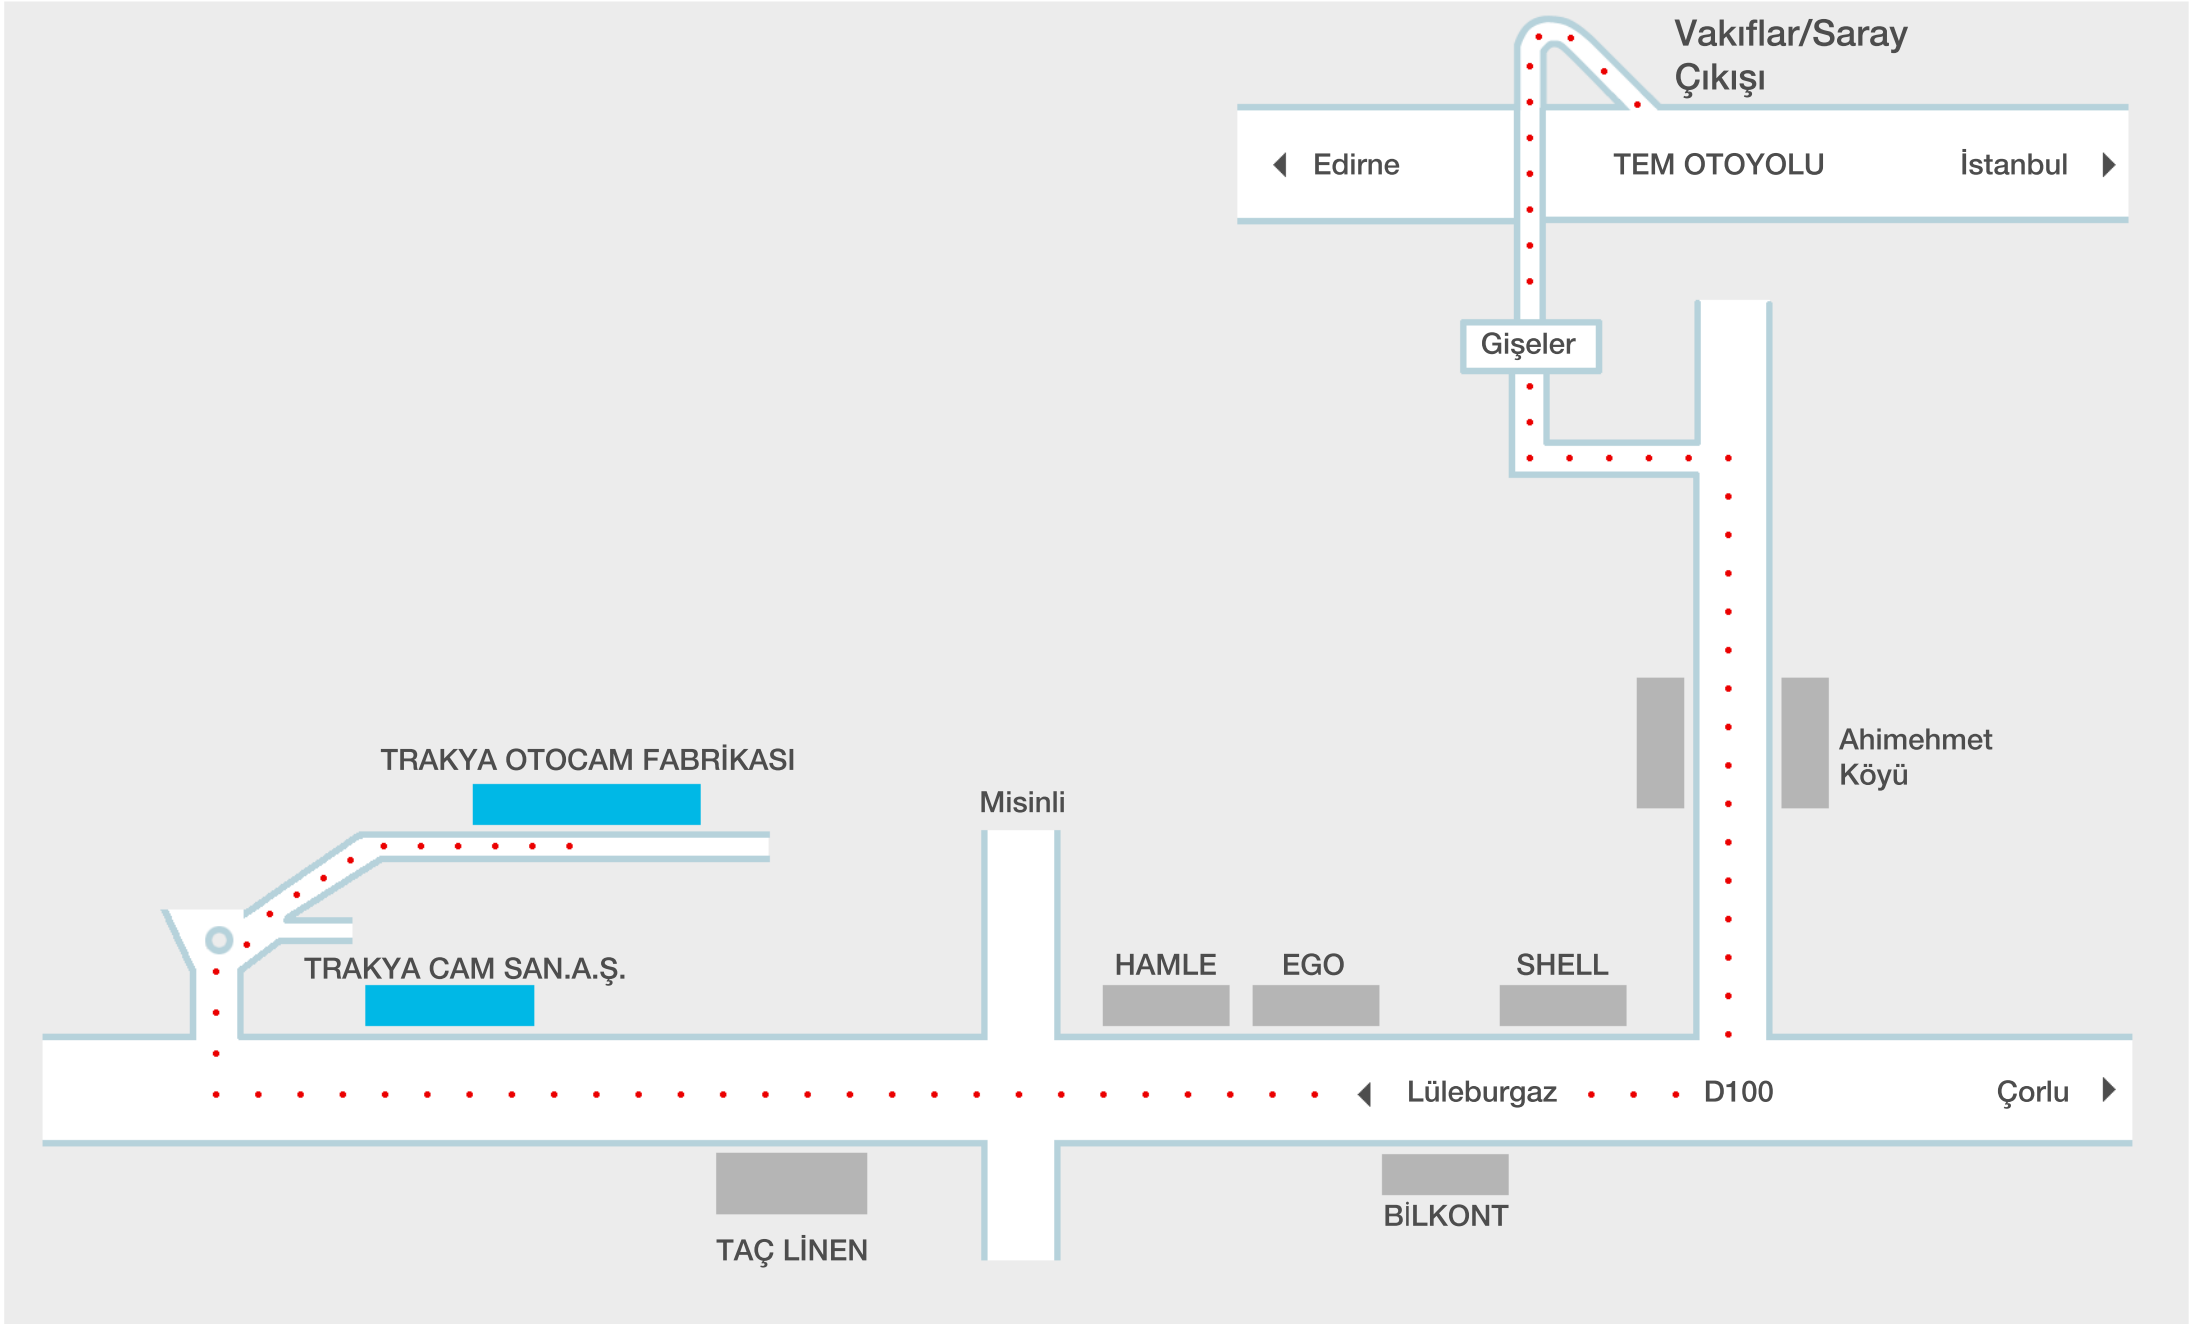 Vakıflar/Saray
Çıkışı
Edirne
TEM OTOYOLU
İstanbul
Gişeler
Ahimehmet
Köyü
TRAKYA OTOCAM FABRİKASI
Misinli
TRAKYA CAM SAN.A.Ş.
HAMLE
EGO
SHELL
Lüleburgaz
D100
Çorlu
TAÇ LİNEN
BİLKONT